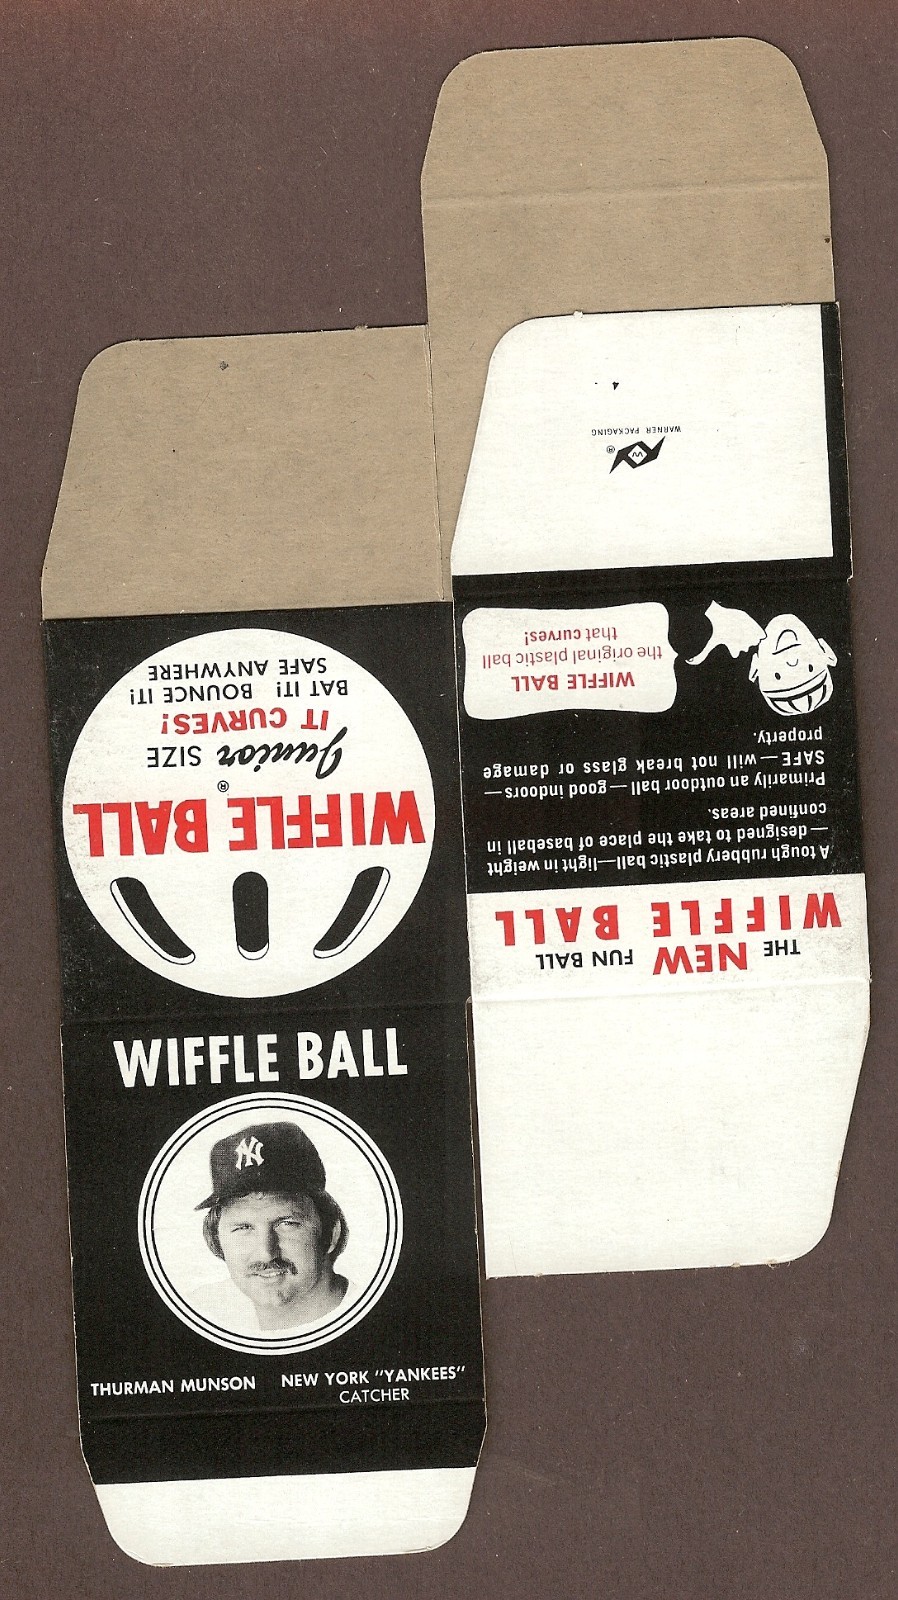 WARNER PACKAGING
®
W
4
THE NEW FUN BALL
WIFFLE BALL
A tough rubbery plastic ball—light in weight
—designed to take the place of baseball in
confined areas.
Primarily an outdoor ball — good indoors —
SAFE — will not break glass or damage
property.
WIFFLE BALL
the original plastic ball
that curves!
WIFFLE BALL
®
Junior SIZE
IT CURVES!
BAT IT! BOUNCE IT!
SAFE ANYWHERE
WIFFLE BALL
NY
THURMAN MUNSON NEW YORK "YANKEES"
CATCHER